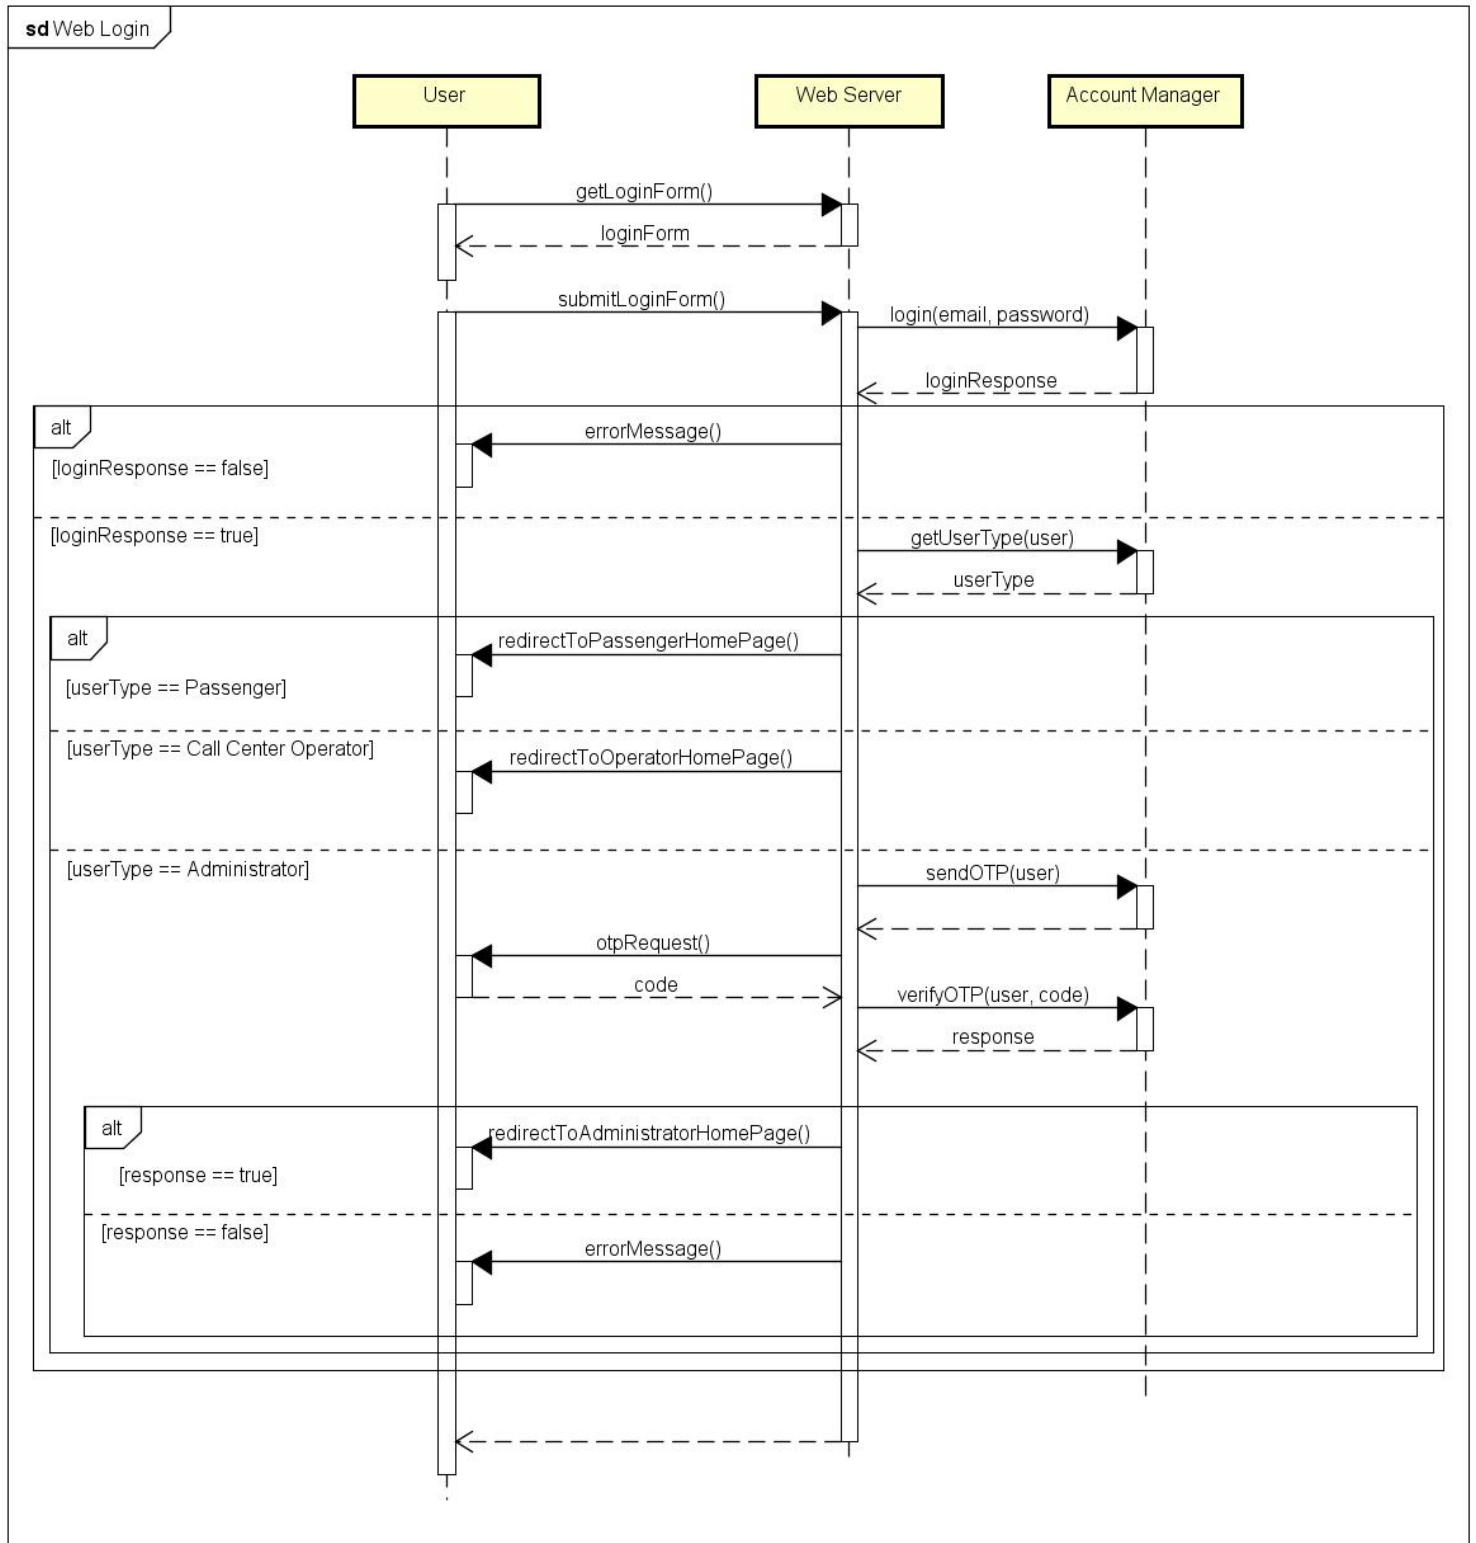 sd Web Login
User
Web Server
Account Manager
getLoginForm()
loginForm
submitLoginForm()
login(email, password)
loginResponse
alt
errorMessage()
[loginResponse == false]
[loginResponse == true]
getUserType(user)
userType
alt
redirectToPassengerHomePage()
[userType == Passenger]
[userType == Call Center Operator]
redirectToOperatorHomePage()
[userType == Administrator]
sendOTP(user)
otpRequest()
code
verifyOTP(user, code)
response
alt
redirectToAdministratorHomePage()
[response == true]
[response == false]
errorMessage()